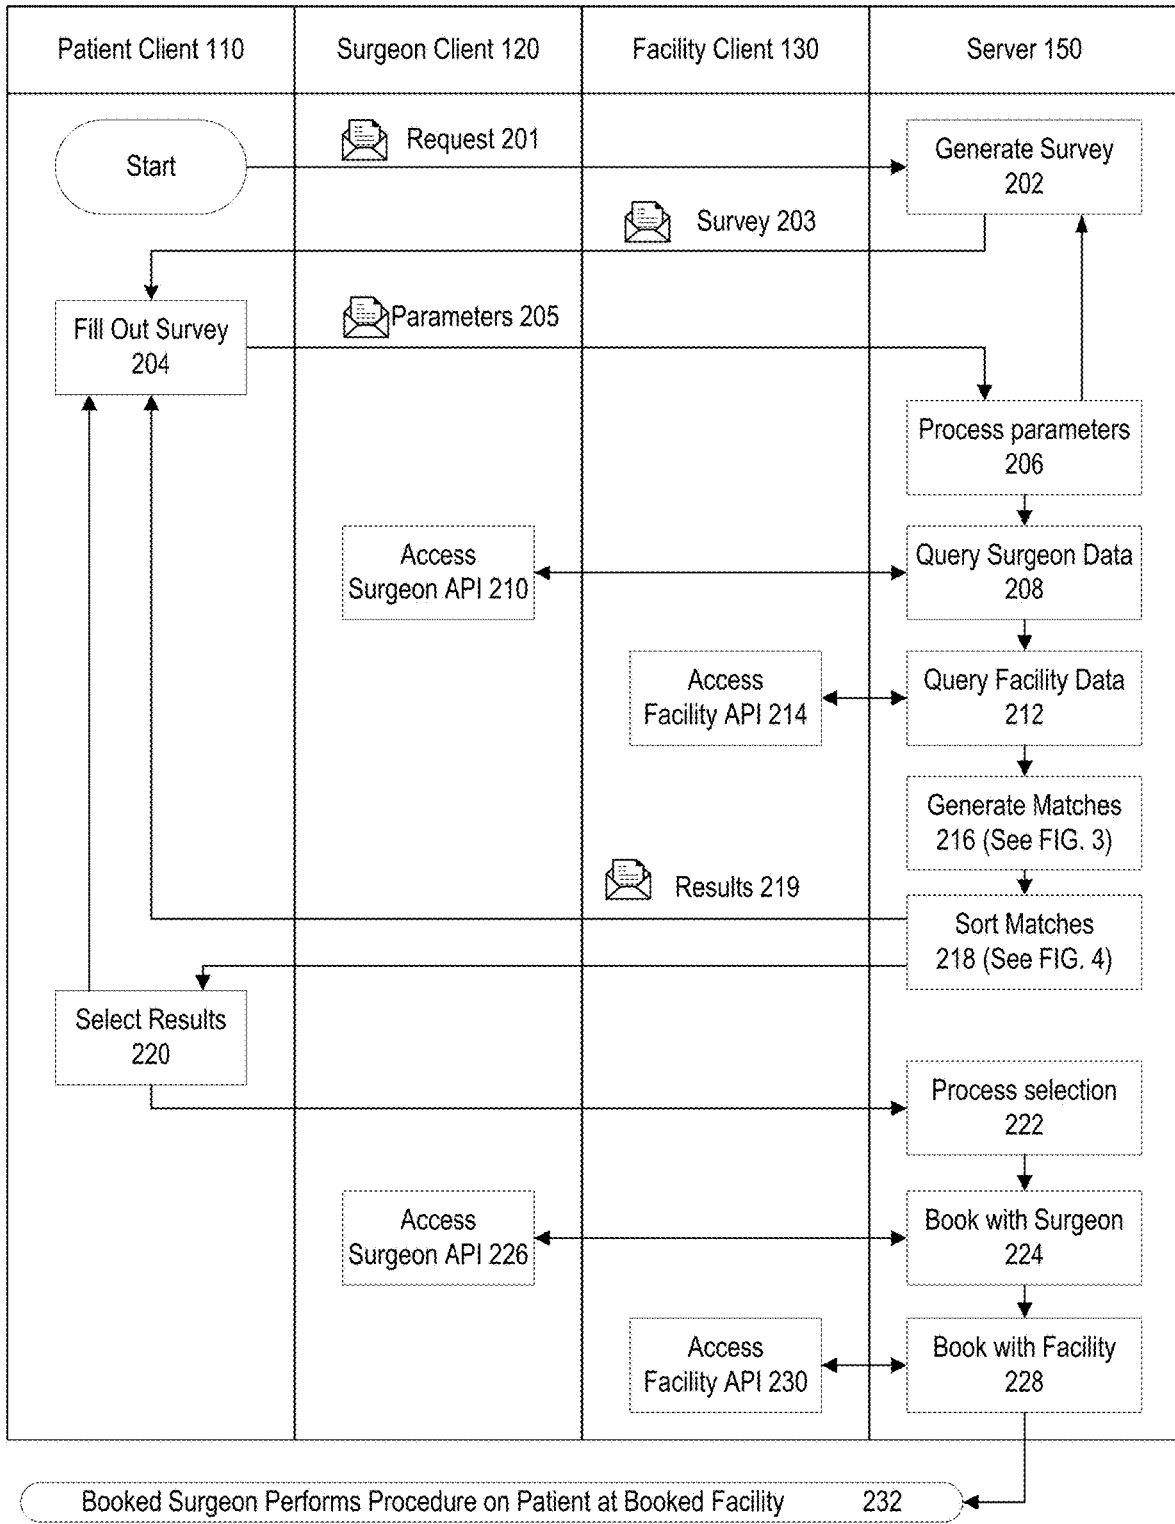 Patient Client 110
Surgeon Client 120
Facility Client 130
Server 150
Start
Request 201
Generate Survey
202
Survey 203
Fill Out Survey
204
Parameters 205
Process parameters
206
Access
Surgeon API 210
Query Surgeon Data
208
Access
Facility API 214
Query Facility Data
212
Generate Matches
216 (See FIG. 3)
Results 219
Sort Matches
218 (See FIG. 4)
Select Results
220
Process selection
222
Access
Surgeon API 226
Book with Surgeon
224
Access
Facility API 230
Book with Facility
228
Booked Surgeon Performs Procedure on Patient at Booked Facility 232